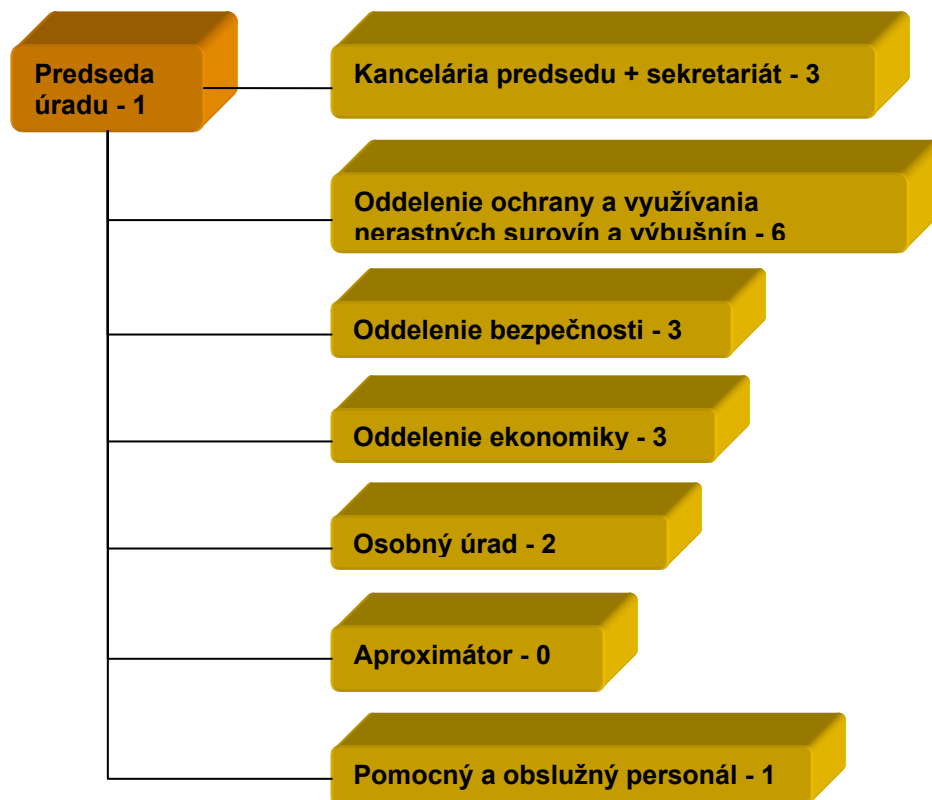 Predseda
úradu - 1
Kancelária predsedu + sekretariát - 3
Oddelenie ochrany a využívania
nerastných surovín a výbušnín - 6
Oddelenie bezpečnosti - 3
Oddelenie ekonomiky - 3
Osobný úrad - 2
Aproximátor - 0
Pomocný a obslužný personál - 1